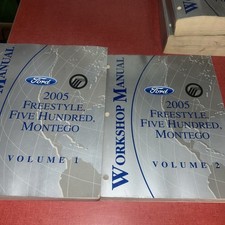 MANUAL
Ford
2005
FREESTYLE,
FIVE HUNDRED,
MONTEGO
VOLUME 1
WORKSHOP MANUAL
Ford
2005
FREESTYLE,
FIVE HUNDRED,
MONTEGO
VOLUME 2